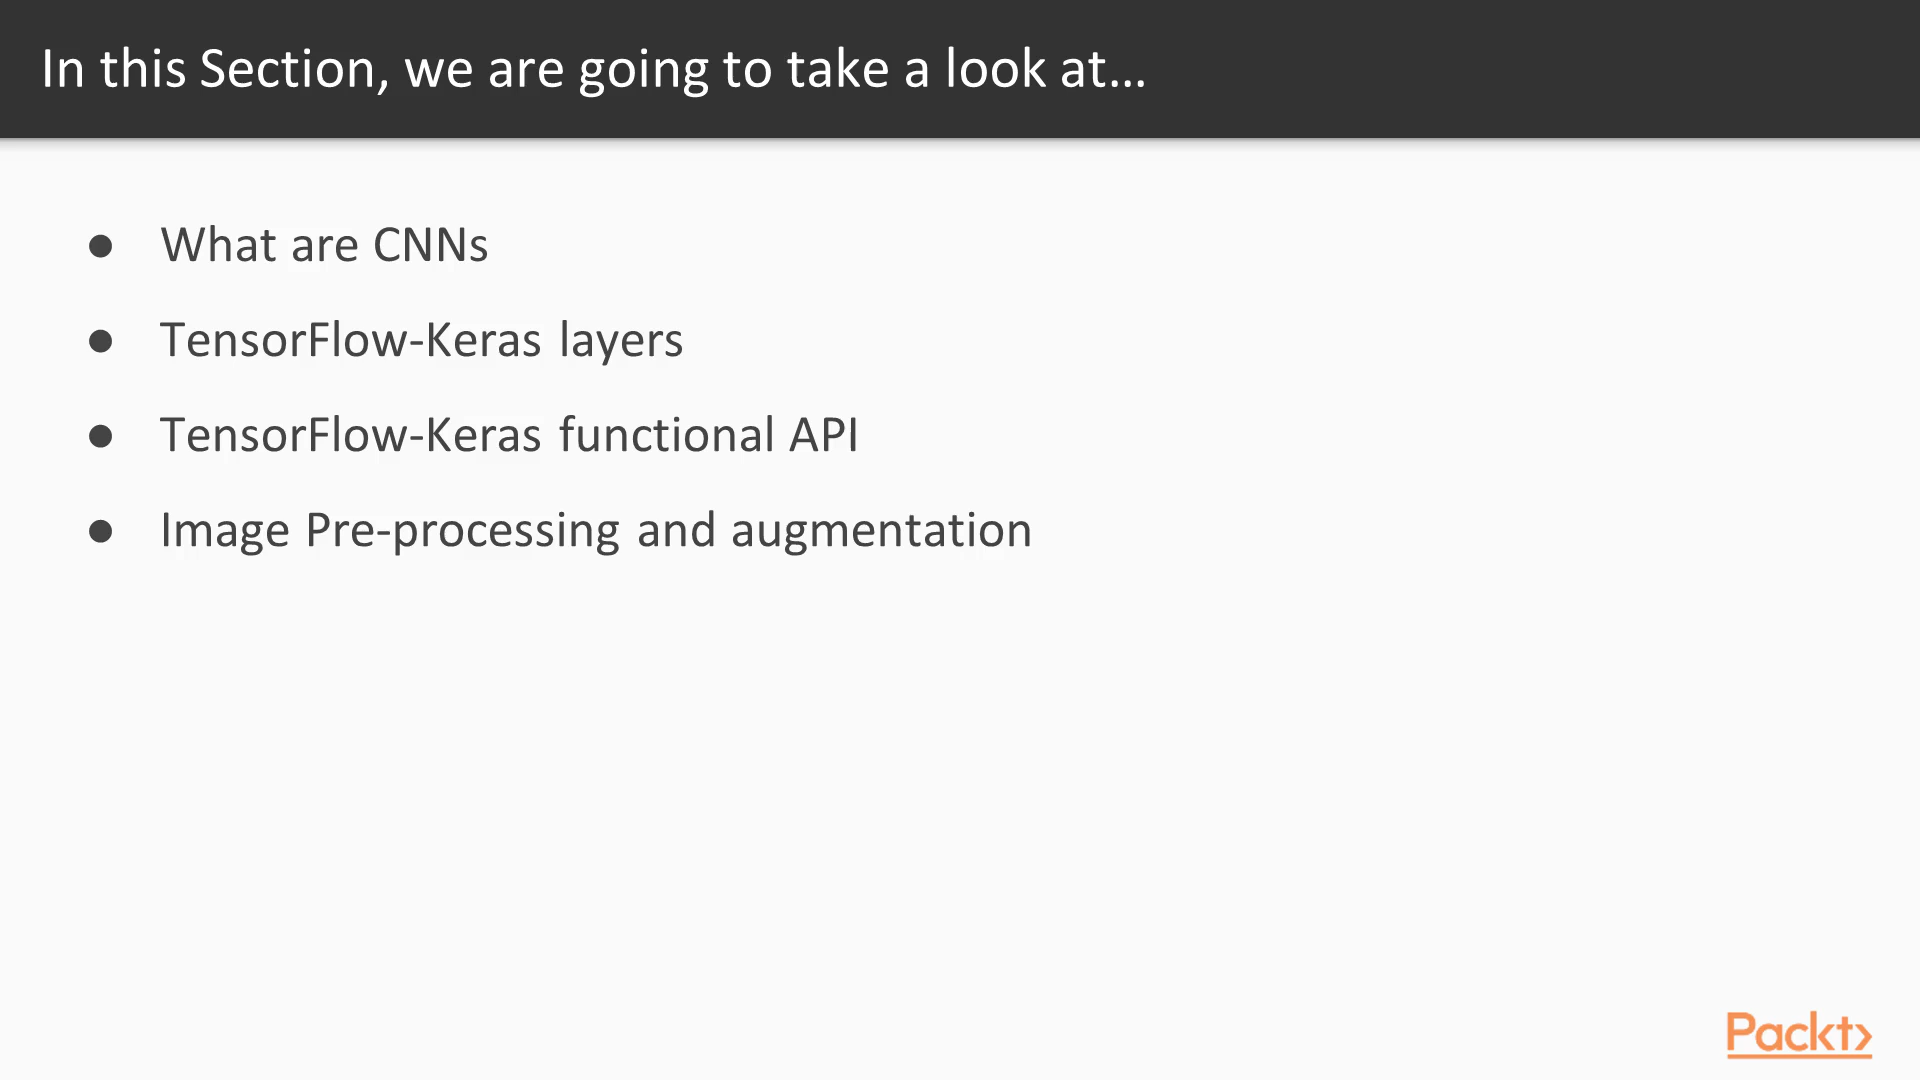 In this Section, we are going to take a look at...
● What are CNNs
● TensorFlow-Keras layers
● TensorFlow-Keras functional API
● Image Pre-processing and augmentation
Packt>